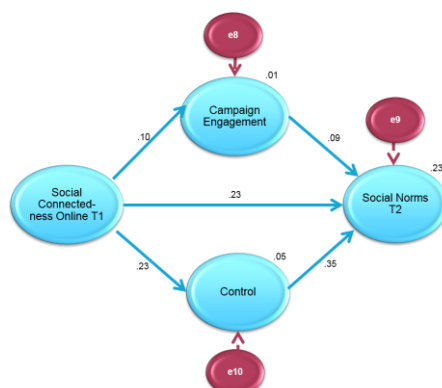 e8
.01
Campaign
Engagement
e9
.10
.09
.23
Social
Connected-
ness Online T1
.23
Social Norms
T2
.23
.05
.35
Control
e10